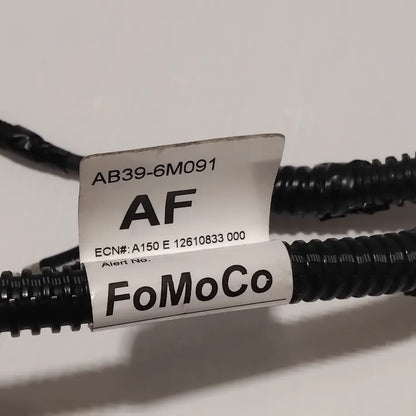 AB39-6M091
AF
ECN#: A150 E 12610833 000
Alert No.
FoMoCo